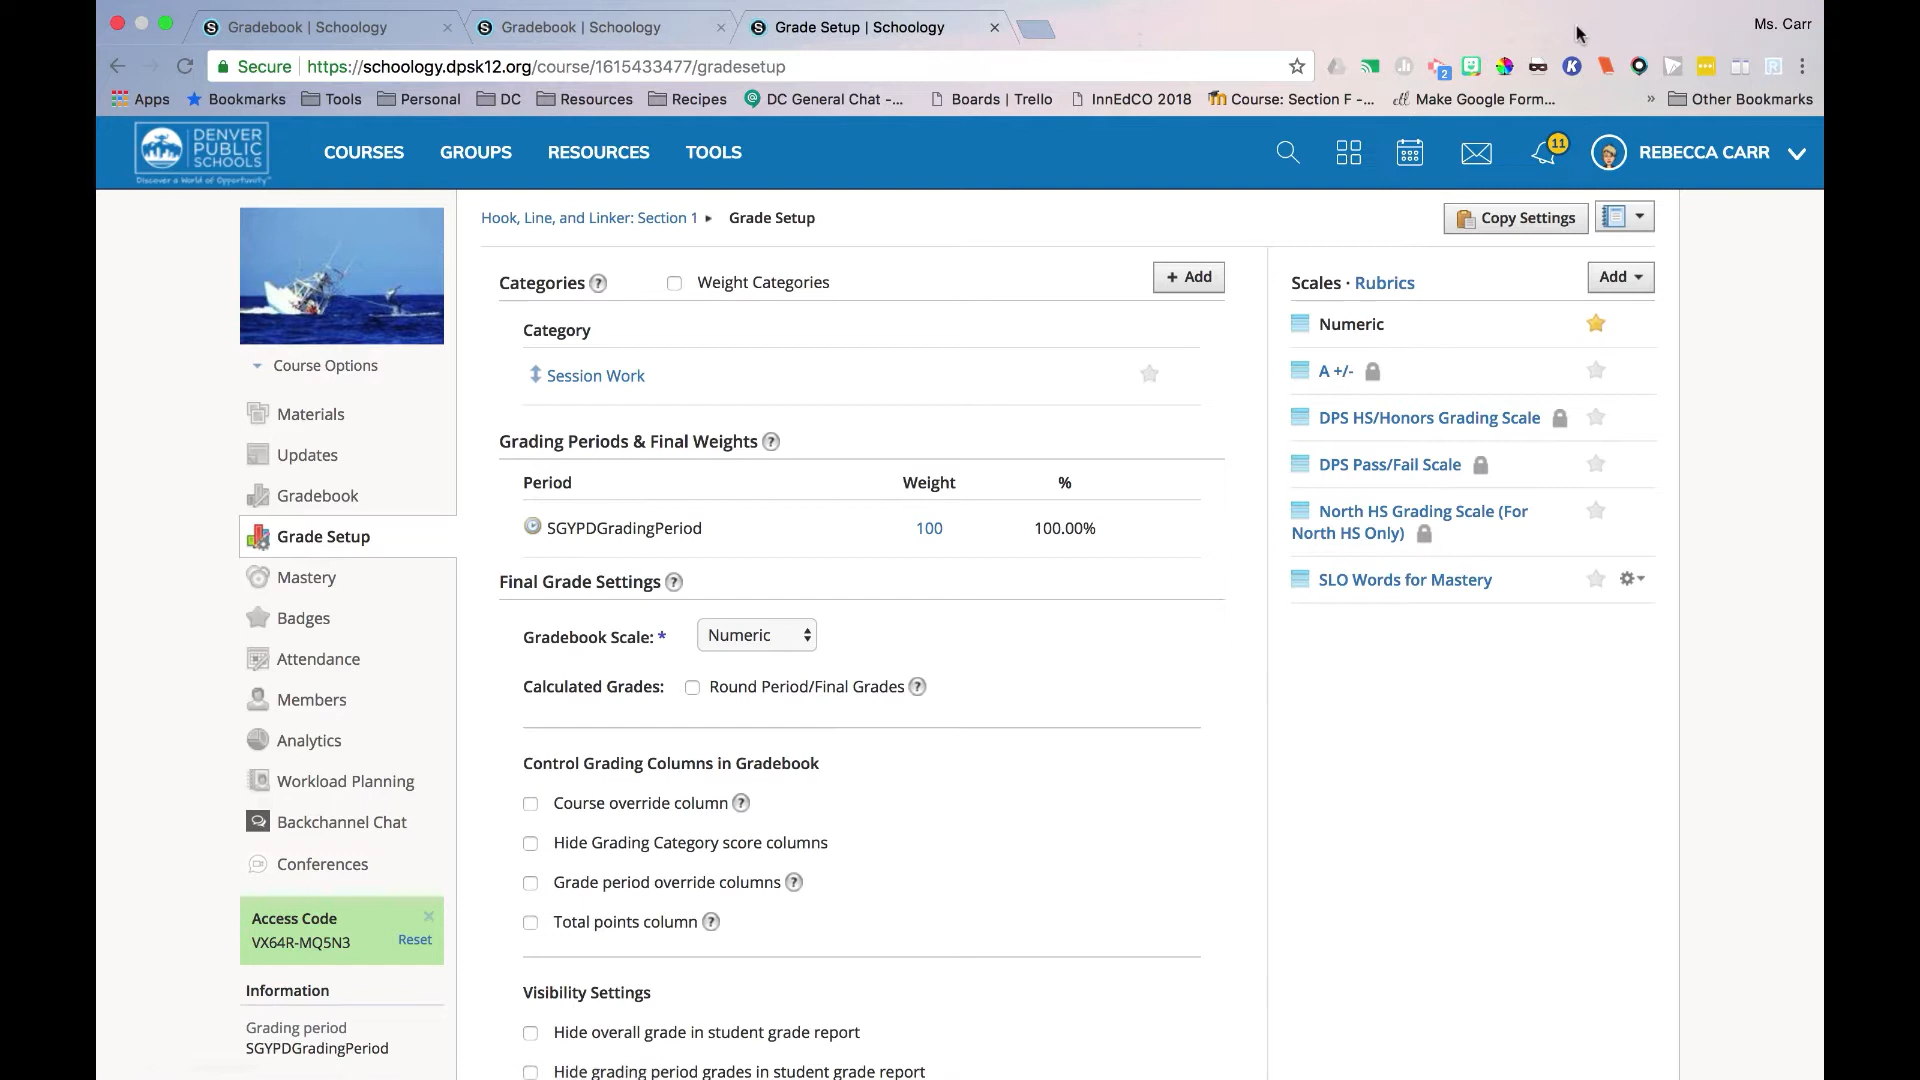 Gradebook | Schoology
Gradebook | Schoology
Grade Setup | Schoology
Ms. Carr
Secure https://schoology.dpsk12.org/course/1615433477/gradesetup
2
Apps Bookmarks Tools Personal DC Resources Recipes DC General Chat -... Boards | Trello InnEdCO 2018 Course: Section F -... Make Google Form... » Other Bookmarks
DENVER
PUBLIC
SCHOOLS
Discover a World of Opportunity™
COURSES GROUPS RESOURCES TOOLS
11
REBECCA CARR
Hook, Line, and Linker: Section 1 ▸ Grade Setup
Copy Settings
Course Options
Materials
Updates
Gradebook
Grade Setup
Mastery
Badges
Attendance
Members
Analytics
Workload Planning
Backchannel Chat
Conferences
Access Code
VX64R-MQ5N3 Reset
Information
Grading period
SGYPDGradingPeriod
Categories ? Weight Categories + Add
Category
Session Work
Grading Periods & Final Weights ?
Period Weight %
SGYPDGradingPeriod 100 100.00%
Final Grade Settings ?
Gradebook Scale: * Numeric
Calculated Grades: Round Period/Final Grades ?
Control Grading Columns in Gradebook
Course override column ?
Hide Grading Category score columns
Grade period override columns ?
Total points column ?
Visibility Settings
Hide overall grade in student grade report
Hide grading period grades in student grade report
Scales · Rubrics Add
Numeric
A +/-
DPS HS/Honors Grading Scale
DPS Pass/Fail Scale
North HS Grading Scale (For
North HS Only)
SLO Words for Mastery